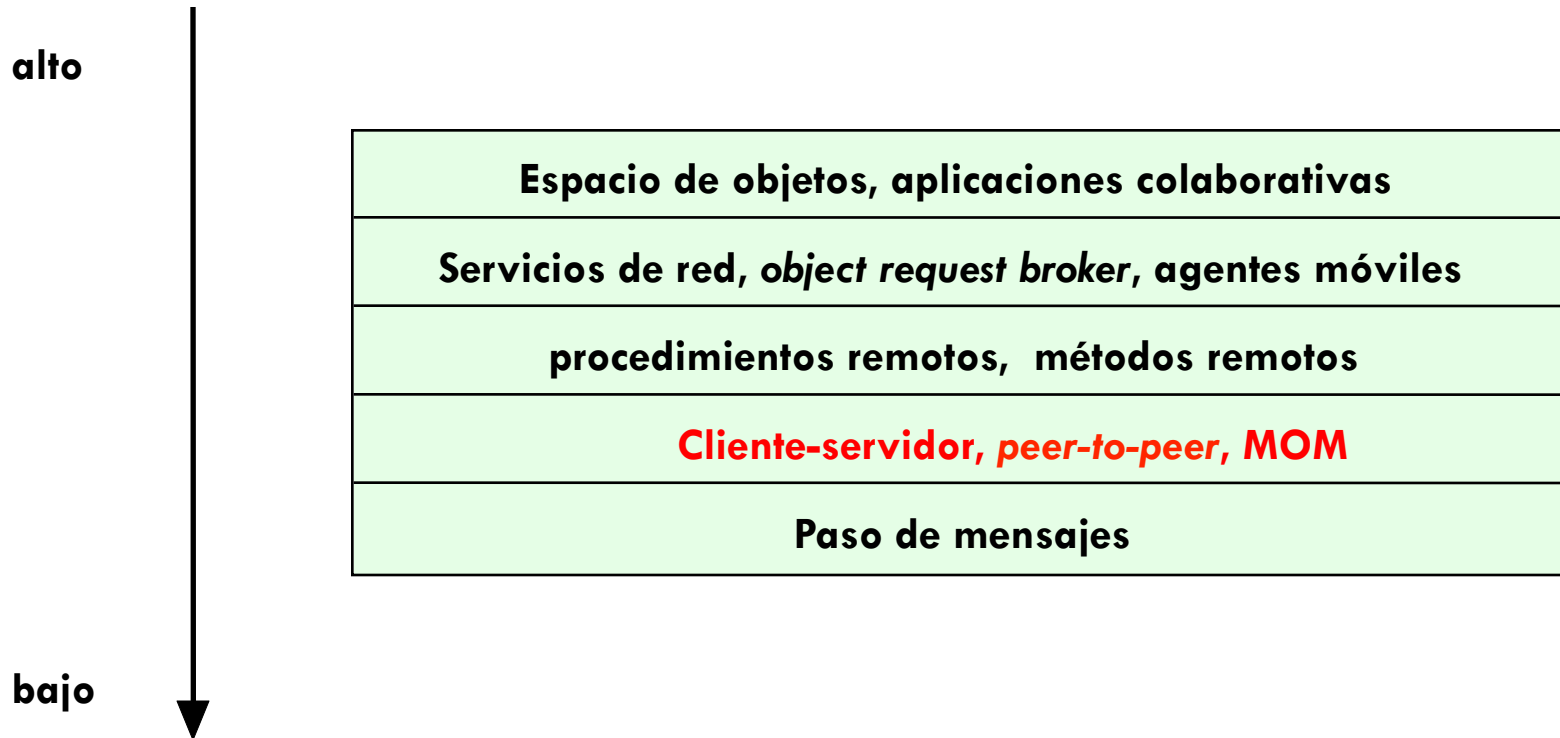 alto
Espacio de objetos, aplicaciones colaborativas
Servicios de red, object request broker, agentes móviles
procedimientos remotos, métodos remotos
Cliente-servidor, peer-to-peer, MOM
Paso de mensajes
bajo